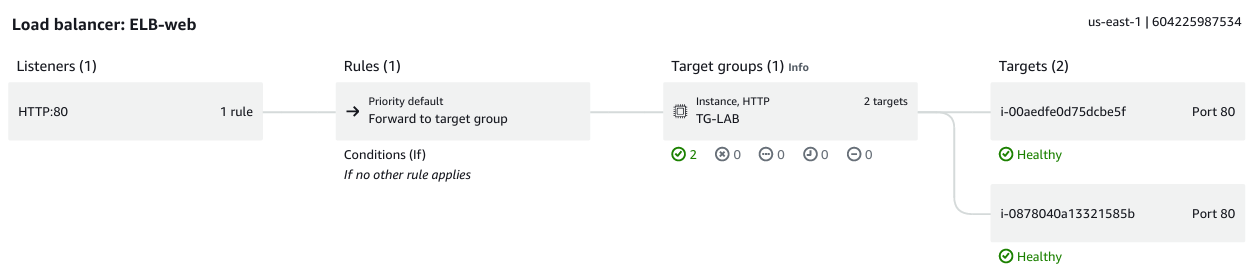 Load balancer: ELB-web
us-east-1 | 604225987534
Listeners (1)
Rules (1)
Target groups (1) Info
Targets (2)
HTTP:80
1 rule
Priority default
Forward to target group
Instance, HTTP
2 targets
TG-LAB
i-00aedfe0d75dcbe5f
Port 80
Conditions (If)
If no other rule applies
2
0
0
0
0
Healthy
i-0878040a13321585b
Port 80
Healthy